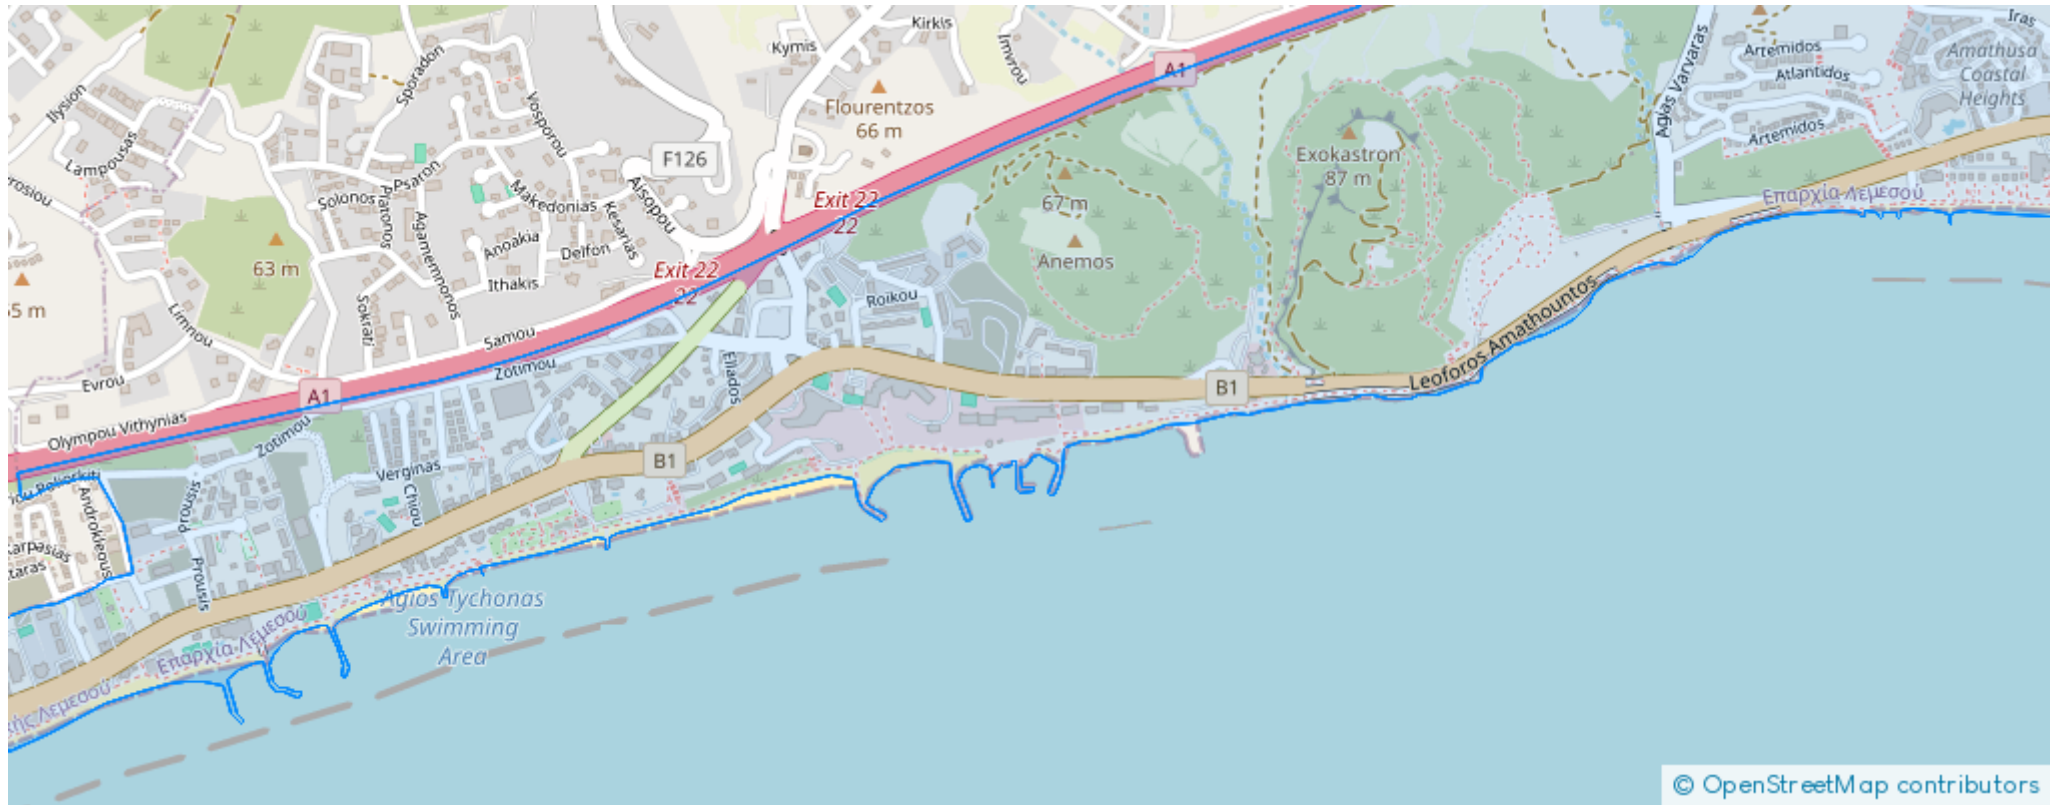 Kirkis
Kymis
Imvrou
Iras
Artemidos
Amathusa
Coastal
Heights
Atlantidos
Artemidos
Agias Varvaras
A1
Ilysion
Sporadon
Vosporou
Flourentzos
66 m
Lampousas
F126
Exokastron
87 m
Psaron
Solonos
Platonos
Makedonias
Aisopou
Kesarias
Agamemnonos
Anoakia
Delfon
Ithakis
Exit 22
22
67 m
Anemos
Επαρχία Λεμεσού
63 m
Exit 22
22
Roikou
Limnou
Sokrati
Samou
Zotimou
Ellados
Leoforos Amathountos
B1
Evrou
A1
Olympou Vithynias
Zotimou
Verginas
Chiou
B1
Androkleous
Prousis
Prousis
Agios Tychonas
Swimming
Area
Επαρχία Λεμεσού
Λεμεσού
© OpenStreetMap contributors